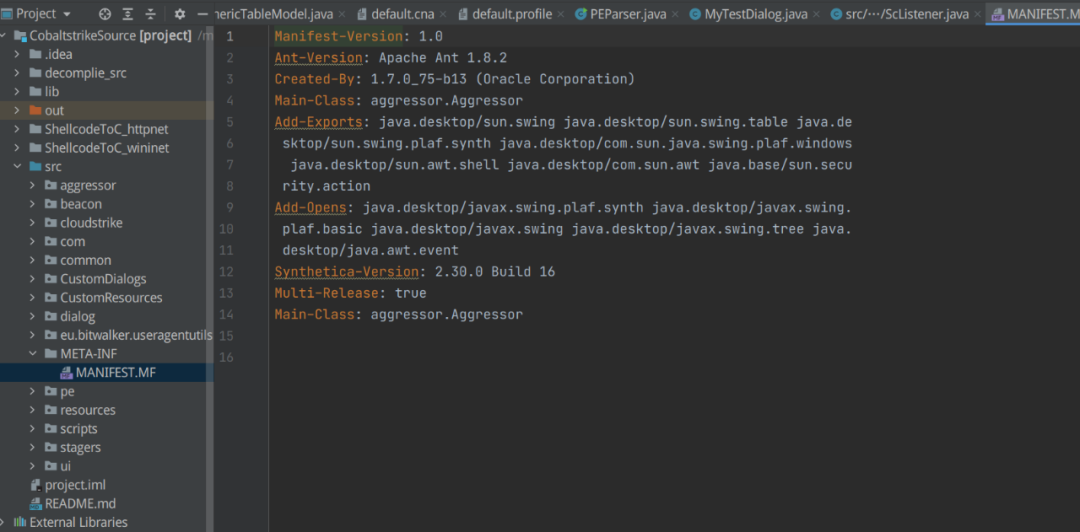 Project
nericTableModel.java
default.cna
default.profile
PEParser.java
MyTestDialog.java
src/···/ScListener.java
MANIFEST.M
CobaltstrikeSource [project] /m
.idea
decomplie_src
lib
out
ShellcodeToC_httpnet
ShellcodeToC_wininet
src
aggressor
beacon
cloudstrike
com
common
CustomDialogs
CustomResources
dialog
eu.bitwalker.useragentutils
META-INF
MANIFEST.MF
pe
resources
scripts
stagers
ui
project.iml
README.md
External Libraries
1 Manifest-Version: 1.0
2 Ant-Version: Apache Ant 1.8.2
3 Created-By: 1.7.0_75-b13 (Oracle Corporation)
4 Main-Class: aggressor.Aggressor
5 Add-Exports: java.desktop/sun.swing java.desktop/sun.swing.table java.de
6 sktop/sun.swing.plaf.synth java.desktop/com.sun.java.swing.plaf.windows
7 java.desktop/sun.awt.shell java.desktop/com.sun.awt java.base/sun.secu
8 rity.action
9 Add-Opens: java.desktop/javax.swing.plaf.synth java.desktop/javax.swing.
10 plaf.basic java.desktop/javax.swing java.desktop/javax.swing.tree java.
11 desktop/java.awt.event
12 Synthetica-Version: 2.30.0 Build 16
13 Multi-Release: true
14 Main-Class: aggressor.Aggressor
15
16